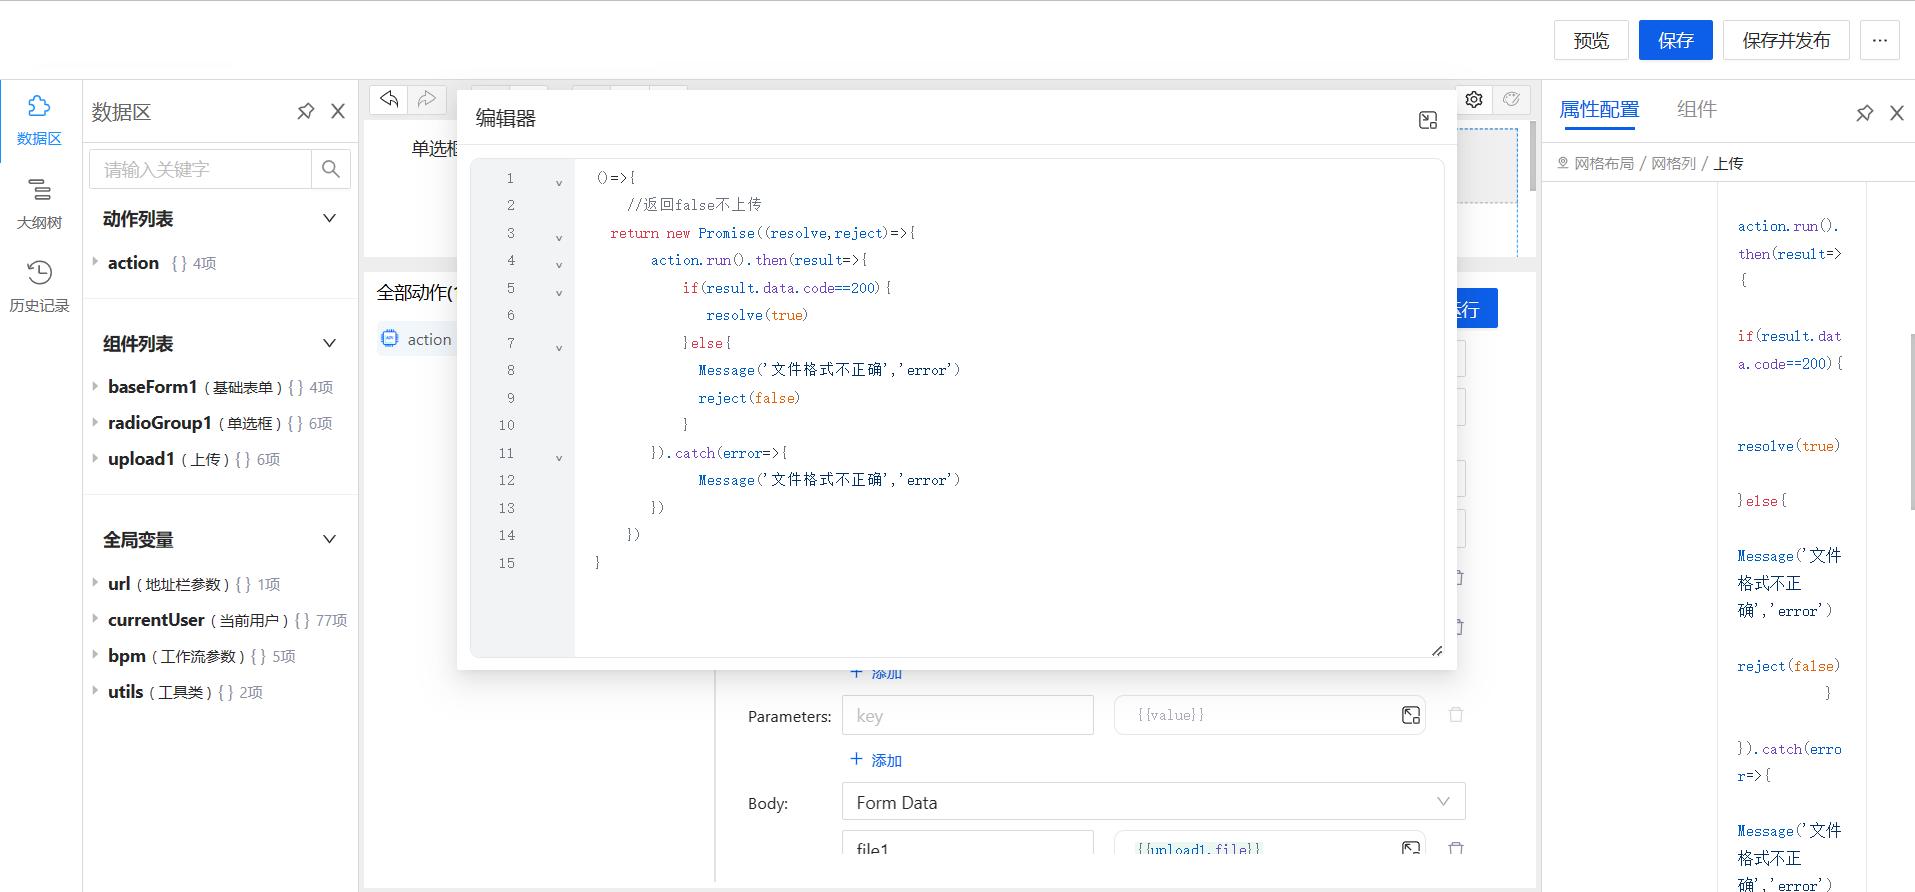 预览
保存
保存并发布
...
数据区
大纲树
历史记录
数据区
请输入关键字
动作列表
action { } 4项
组件列表
baseForm1 ( 基础表单 ) { } 4项
radioGroup1 ( 单选框 ) { } 6项
upload1 ( 上传 ) { } 6项
全局变量
url ( 地址栏参数 ) { } 1项
currentUser ( 当前用户 ) { } 77项
bpm ( 工作流参数 ) { } 5项
utils ( 工具类 ) { } 2项
单选框
全部动作(1
action
编辑器
1 ()=>{
2 //返回false不上传
3 return new Promise((resolve,reject)=>{
4 action.run().then(result=>{
5 if(result.data.code==200){
6 resolve(true)
7 }else{
8 Message('文件格式不正确','error')
9 reject(false)
10 }
11 }).catch(error=>{
12 Message('文件格式不正确','error')
13 })
14 })
15 }
行
添加
Parameters: key {{value}}
添加
Body: Form Data
file1 {{upload1.file}}
属性配置 组件
网格布局 / 网格列 / 上传
action.run().
then(result=>
{
if(result.dat
a.code==200){
resolve(true)
}else{
Message('文件
格式不正
确','error')
reject(false)
}
}).catch(erro
r=>{
Message('文件
格式不正
确','error')